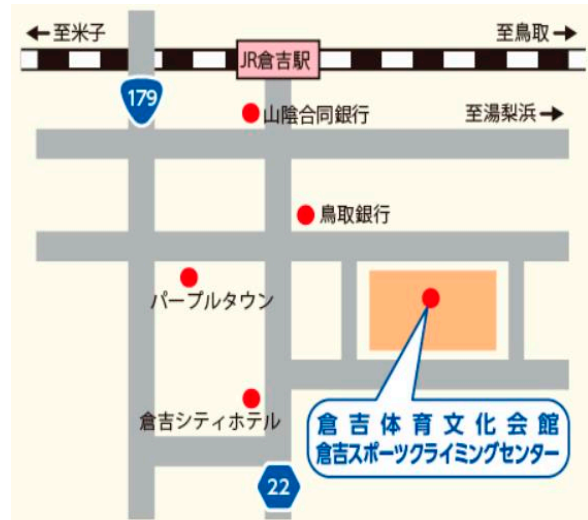 ←至米子
至鳥取→
JR倉吉駅
179
山陰合同銀行
至湯梨浜→
鳥取銀行
パープルタウン
倉吉シティホテル
倉吉体育文化会館
倉吉スポーツクライミングセンター
22